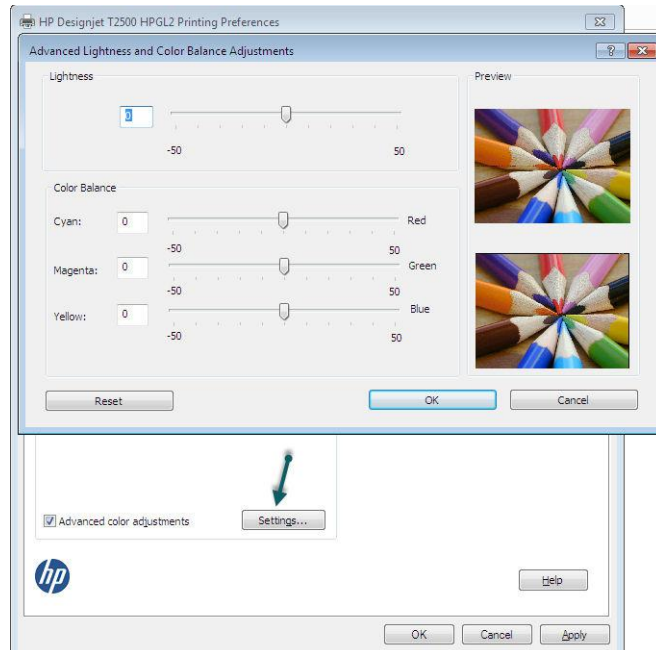 HP Designjet T2500 HPGL2 Printing Preferences
Advanced Lightness and Color Balance Adjustments
Lightness
Preview
0
-50 50
Color Balance
Cyan: 0 Red
-50 50
Magenta: 0 Green
-50 50
Yellow: 0 Blue
-50 50
Reset OK Cancel
Advanced color adjustments Settings...
hp
Help
OK Cancel Apply